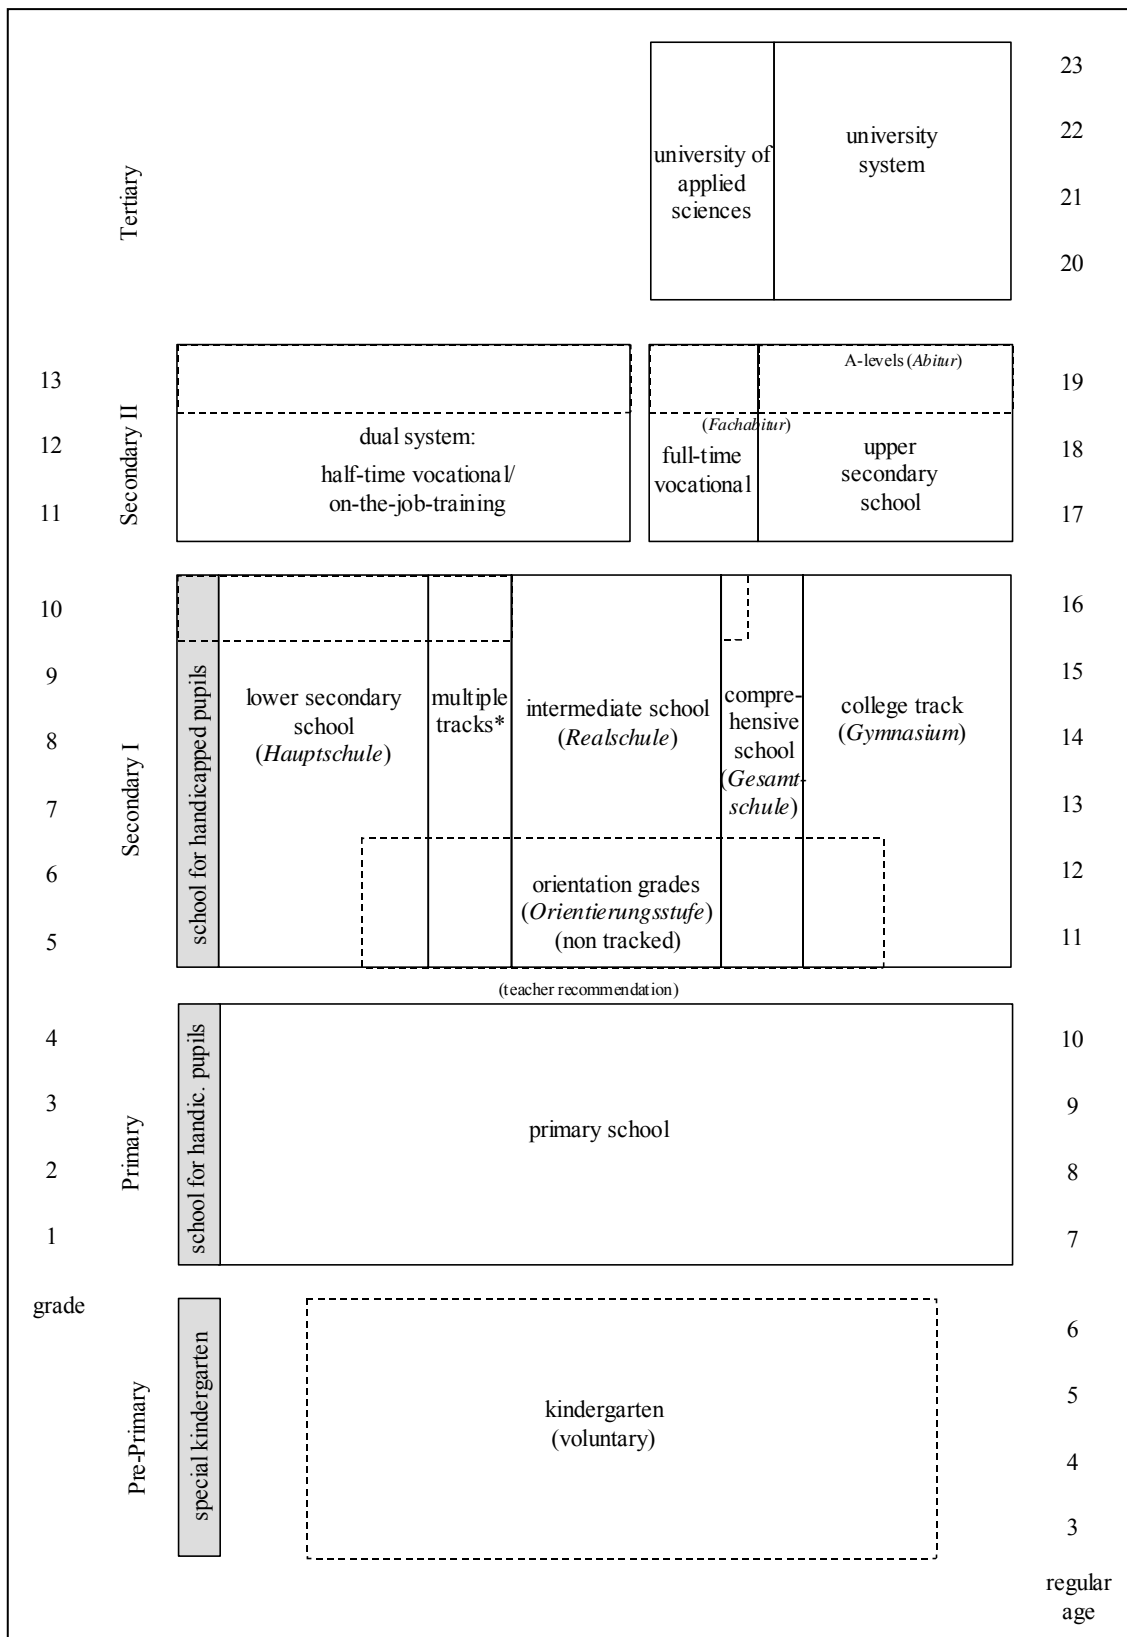 23
22
21
20
Tertiary
university of
applied
sciences
university
system
13
12
11
Secondary II
dual system:
half-time vocational/
on-the-job-training
(Fachabitur)
full-time
vocational
A-levels (Abitur)
upper
secondary
school
19
18
17
10
9
8
7
6
5
Secondary I
school for handicapped pupils
lower secondary
school
(Hauptschule)
multiple
tracks*
intermediate school
(Realschule)
compre-
hensive
school
(Gesamt-
schule)
college track
(Gymnasium)
orientation grades
(Orientierungsstufe)
(non tracked)
16
15
14
13
12
11
(teacher recommendation)
4
3
2
1
Primary
school for handic. pupils
primary school
10
9
8
7
grade
Pre-Primary
special kindergarten
kindergarten
(voluntary)
6
5
4
3
regular
age